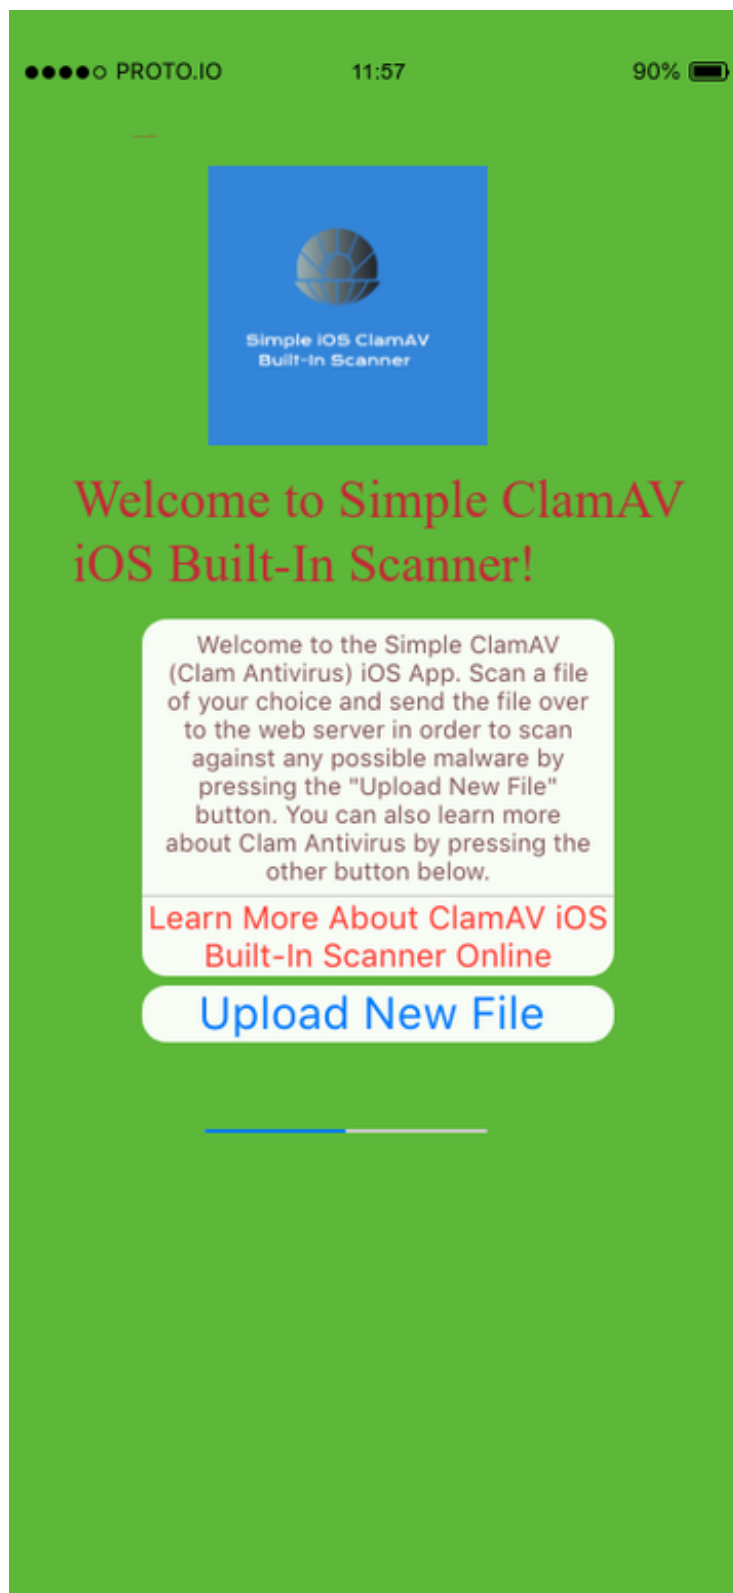 PROTO.IO 11:57 90%
Simple iOS ClamAV
Built-In Scanner
Welcome to Simple ClamAV
iOS Built-In Scanner!
Welcome to the Simple ClamAV
(Clam Antivirus) iOS App. Scan a file
of your choice and send the file over
to the web server in order to scan
against any possible malware by
pressing the "Upload New File"
button. You can also learn more
about Clam Antivirus by pressing the
other button below.
Learn More About ClamAV iOS
Built-In Scanner Online
Upload New File